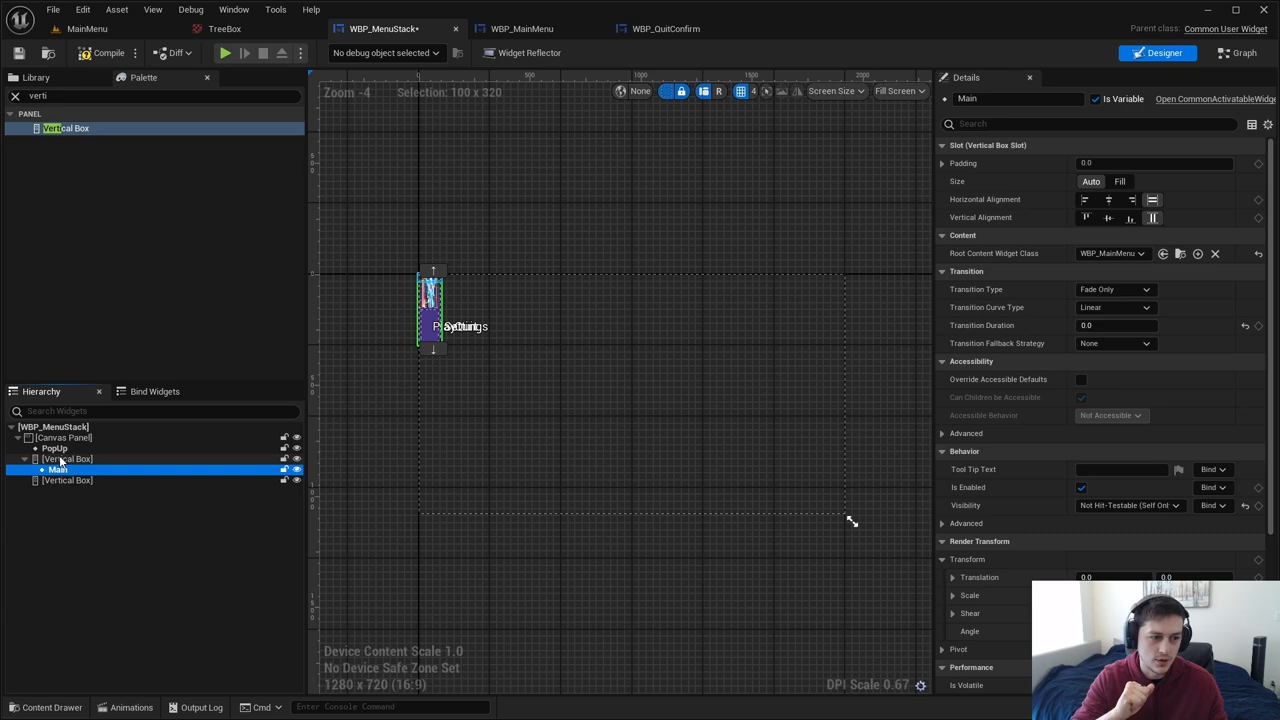 File Edit Asset View Debug Window Tools Help
MainMenu TreeBox WBP_MenuStack• WBP_MainMenu WBP_QuitConfirm Parent class: Common User Widget
Compile Diff No debug object selected Widget Reflector Designer Graph
Library Palette
verti
PANEL
Vertical Box
0 500 1000 1500 2000
Zoom -4 Selection: 100 x 320 None R 4 Screen Size Fill Screen
Device Content Scale 1.0
No Device Safe Zone Set
1280 x 720 (16:9) DPI Scale 0.67
Hierarchy Bind Widgets
Search Widgets
[WBP_MenuStack]
[Canvas Panel]
PopUp
[Vertical Box]
Main
[Vertical Box]
Details
Main Is Variable Open CommonActivatableWidge
Search
Slot (Vertical Box Slot)
Padding 0.0
Size Auto Fill
Horizontal Alignment
Vertical Alignment
Content
Root Content Widget Class WBP_MainMenu
Transition
Transition Type Fade Only
Transition Curve Type Linear
Transition Duration 0.0
Transition Fallback Strategy None
Accessibility
Override Accessible Defaults
Can Children be Accessible
Accessible Behavior Not Accessible
Advanced
Behavior
Tool Tip Text Bind
Is Enabled Bind
Visibility Not Hit-Testable (Self Onl Bind
Advanced
Render Transform
Transform
Translation 0.0 0.0
Scale
Shear
Angle
Pivot
Performance
Is Volatile
Content Drawer Animations Output Log Cmd Enter Console Command